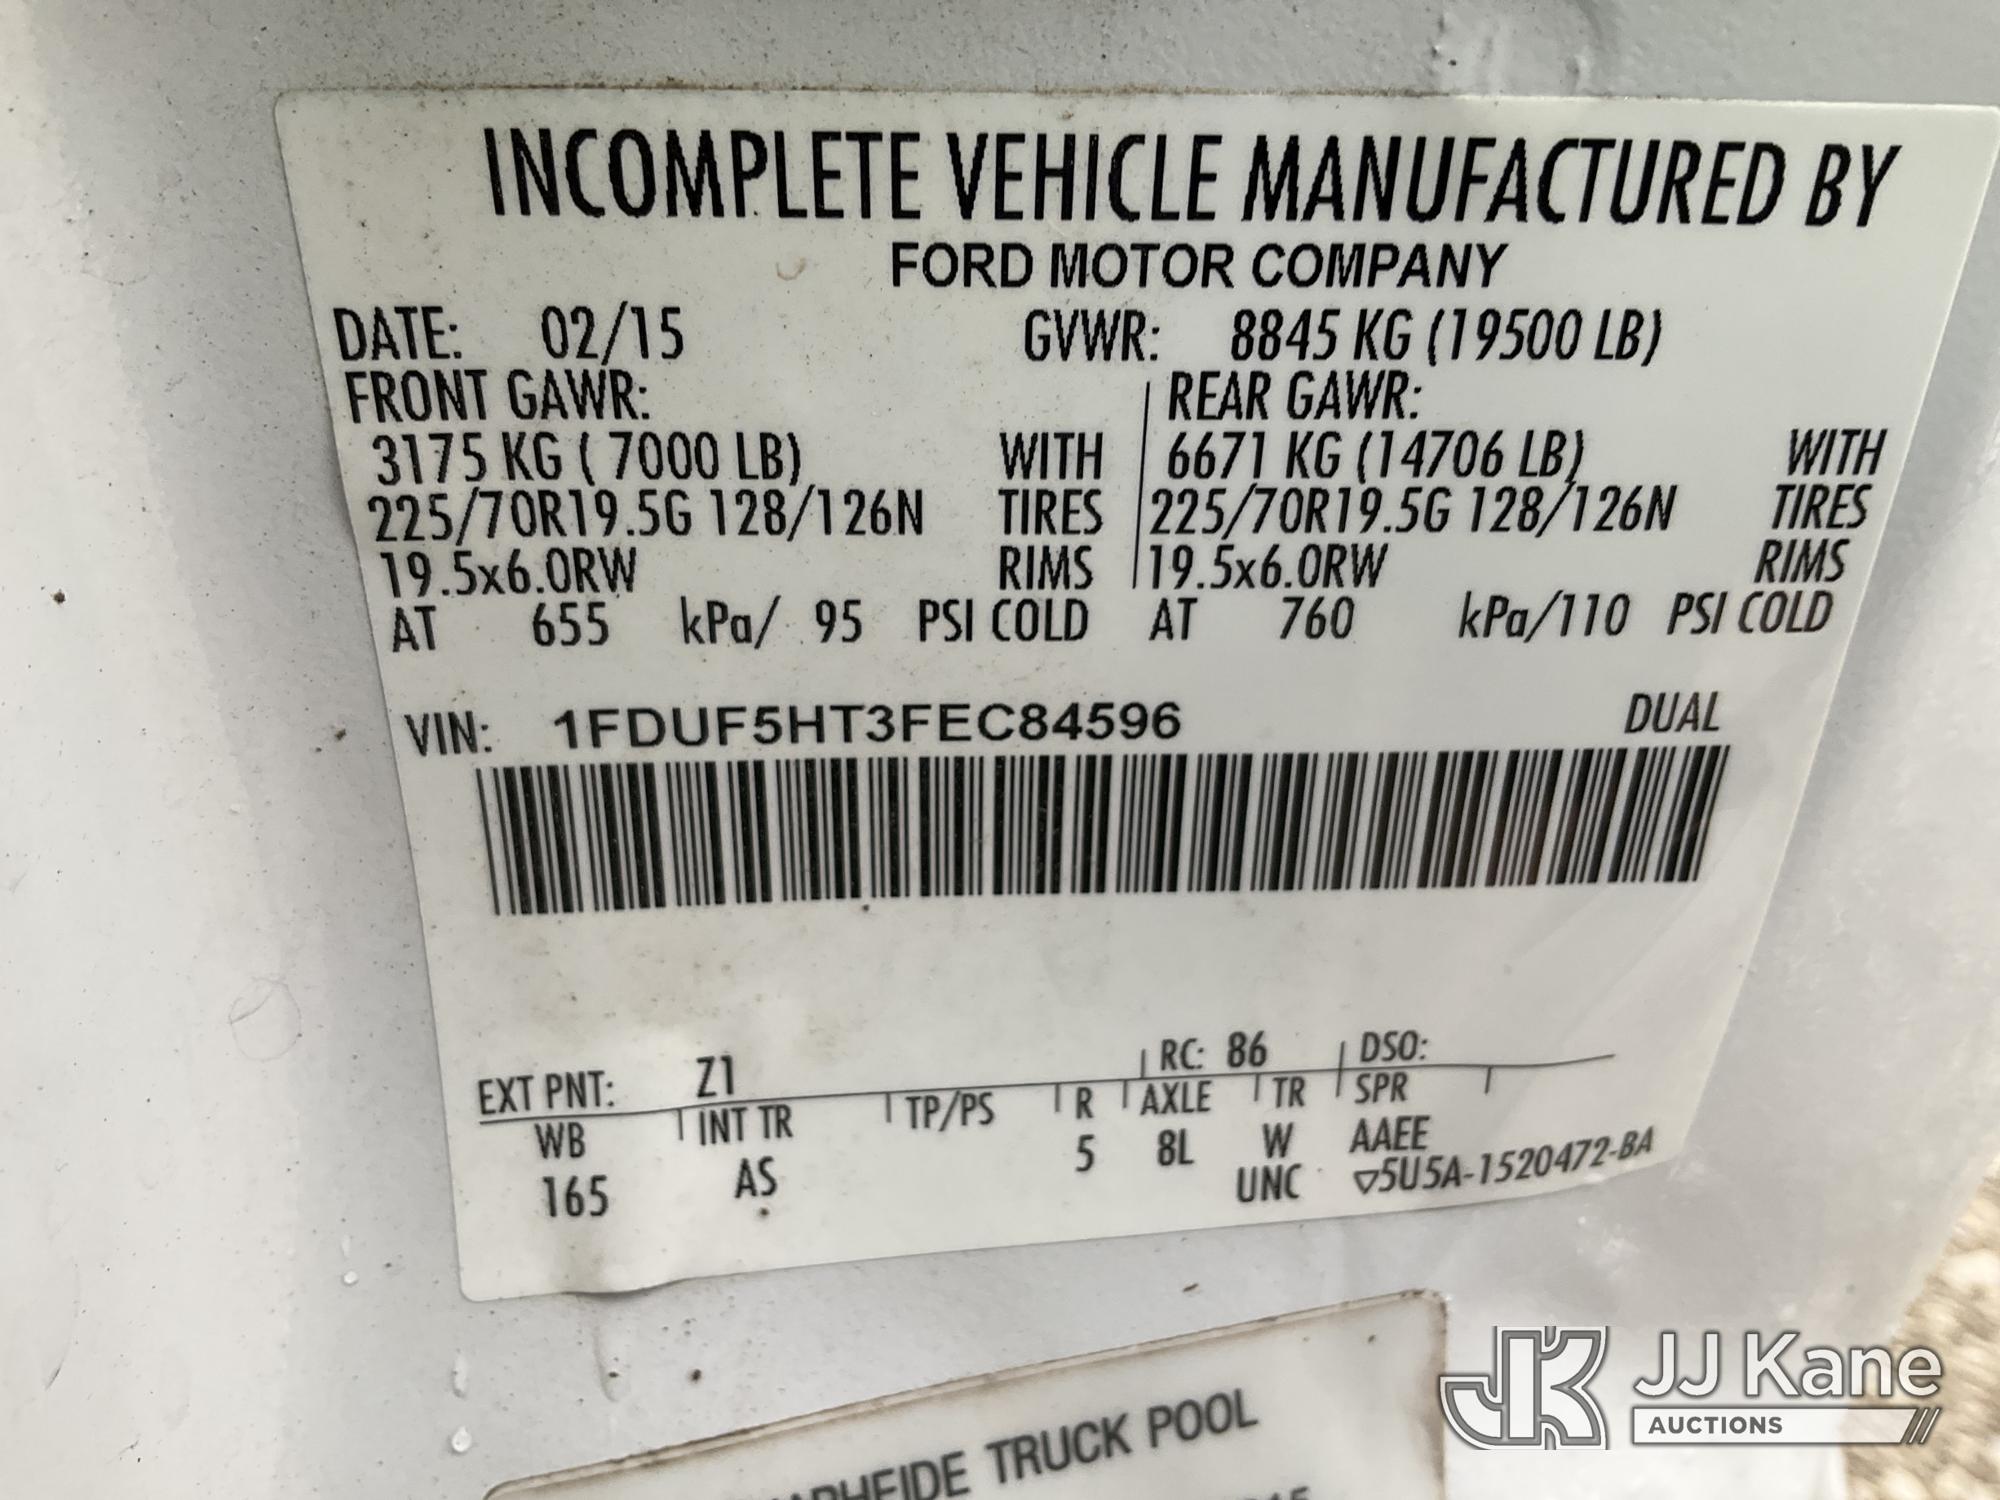 INCOMPLETE VEHICLE MANUFACTURED BY
FORD MOTOR COMPANY
DATE: 02/15 GVWR: 8845 KG (19500 LB)
FRONT GAWR: REAR GAWR:
3175 KG ( 7000 LB) WITH 6671 KG (14706 LB) WITH
225/70R19.5G 128/126N TIRES 225/70R19.5G 128/126N TIRES
19.5x6.0RW RIMS 19.5x6.0RW RIMS
AT 655 kPa/ 95 PSI COLD AT 760 kPa/110 PSI COLD
VIN: 1FDUF5HT3FEC84596 DUAL
EXT PNT: Z1 RC: 86 DSO:
WB INT TR TP/PS R AXLE TR SPR
165 AS 5 8L W AAEE
UNC ▽5U5A-1520472-BA
TRUCK POOL
JK JJ Kane
AUCTIONS